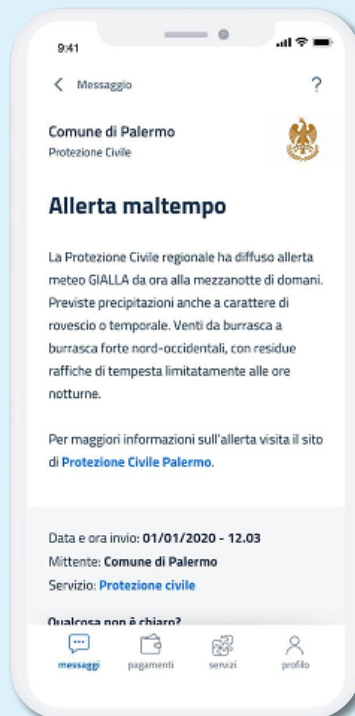 9:41
Messaggio
?
Comune di Palermo
Protezione Civile
Allerta maltempo
La Protezione Civile regionale ha diffuso allerta
meteo GIALLA da ora alla mezzanotte di domani.
Previste precipitazioni anche a carattere di
rovescio o temporale. Venti da burrasca a
burrasca forte nord-occidentali, con residue
raffiche di tempesta limitatamente alle ore
notturne.
Per maggiori informazioni sull'allerta visita il sito
di Protezione Civile Palermo.
Data e ora invio: 01/01/2020 - 12.03
Mittente: Comune di Palermo
Servizio: Protezione civile
Qualcosa non è chiaro?
messaggi pagamenti servizi profilo